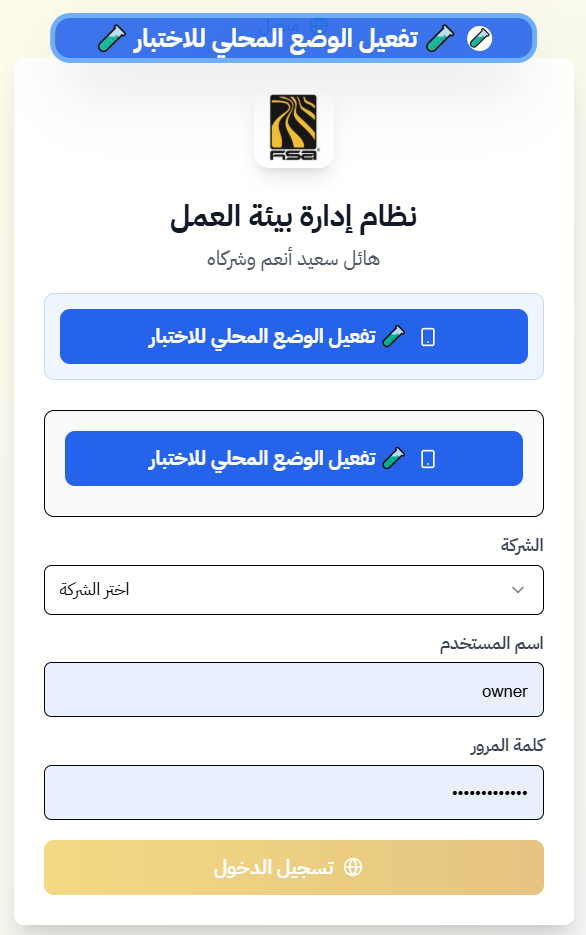 تفعيل الوضع المحلي للاختبار
متصل
RSA
نظام إدارة بيئة العمل
هائل سعيد أنعم وشركاه
تفعيل الوضع المحلي للاختبار
تفعيل الوضع المحلي للاختبار
الشركة
اختر الشركة
اسم المستخدم
owner
كلمة المرور
•••••••••••••
تسجيل الدخول